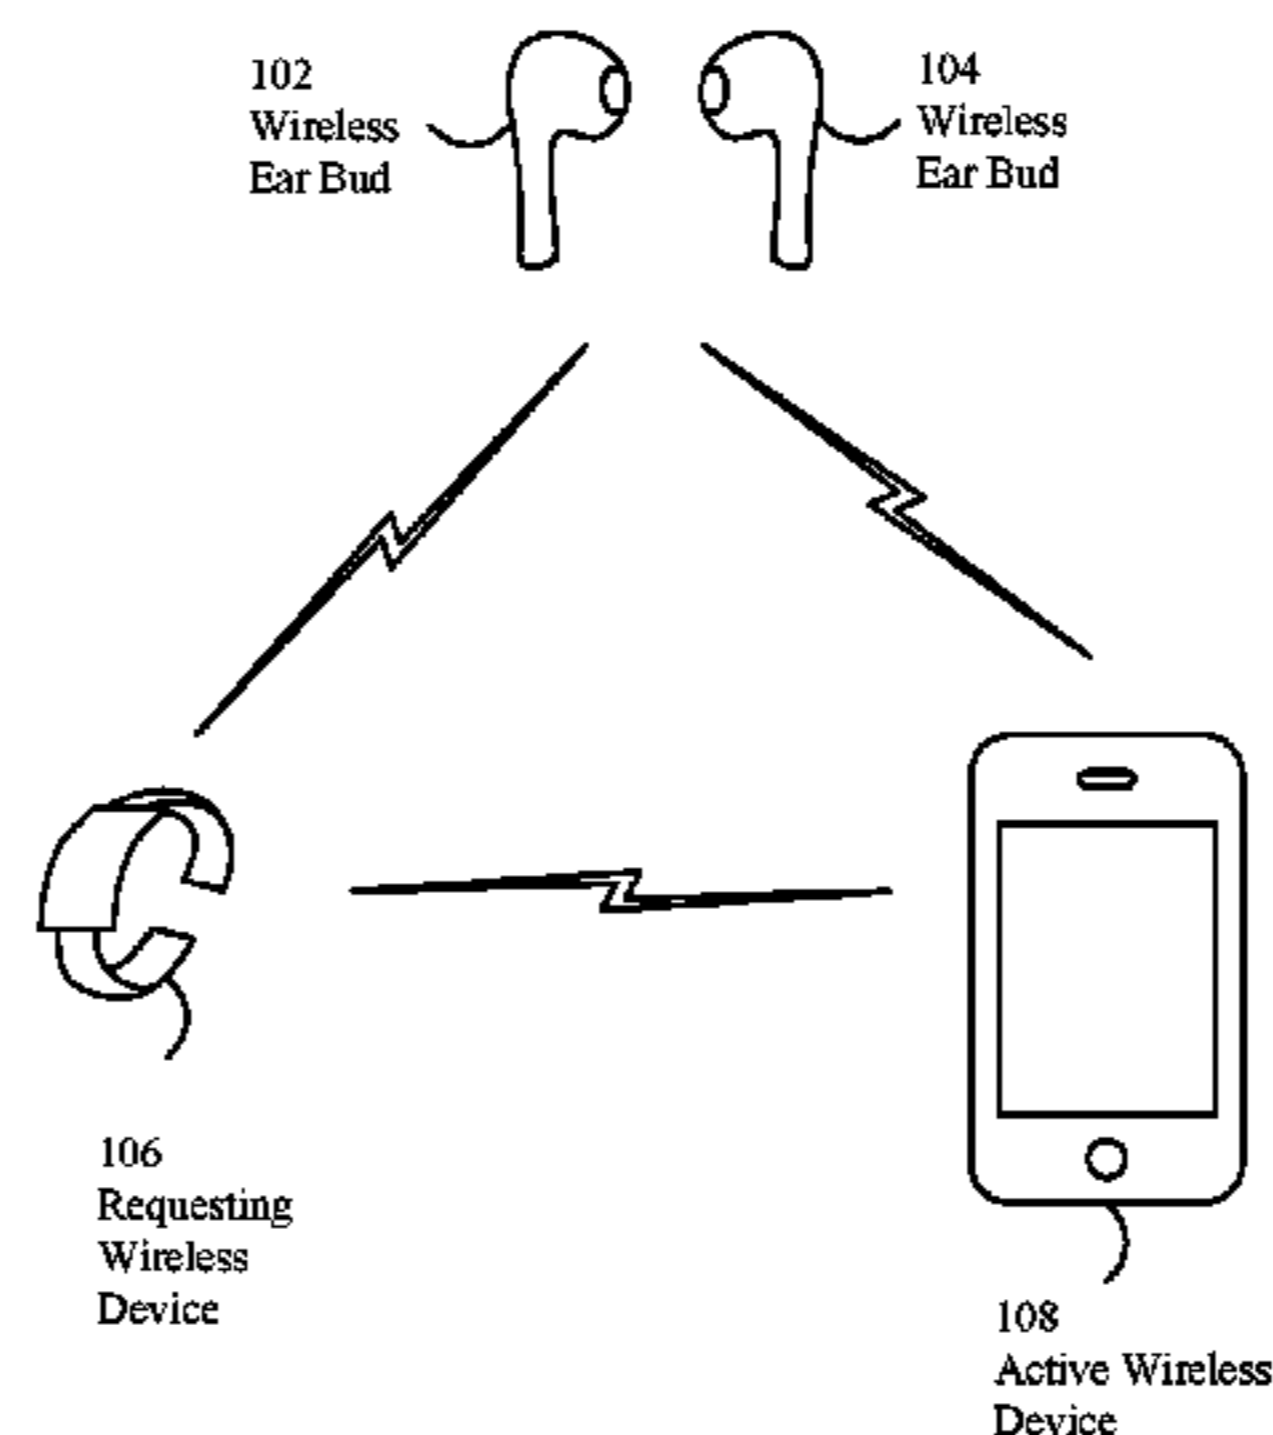 102
Wireless
Ear Bud
104
Wireless
Ear Bud
106
Requesting
Wireless
Device
108
Active Wireless
Device